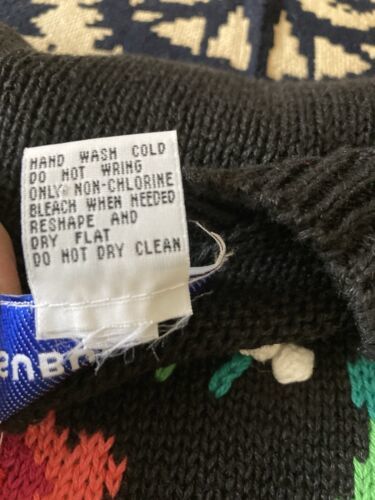 HAND WASH COLD
DO NOT WRING
ONLY NON-CHLORINE
BLEACH WHEN NEEDED
RESHAPE AND
DRY FLAT
DO NOT DRY CLEAN